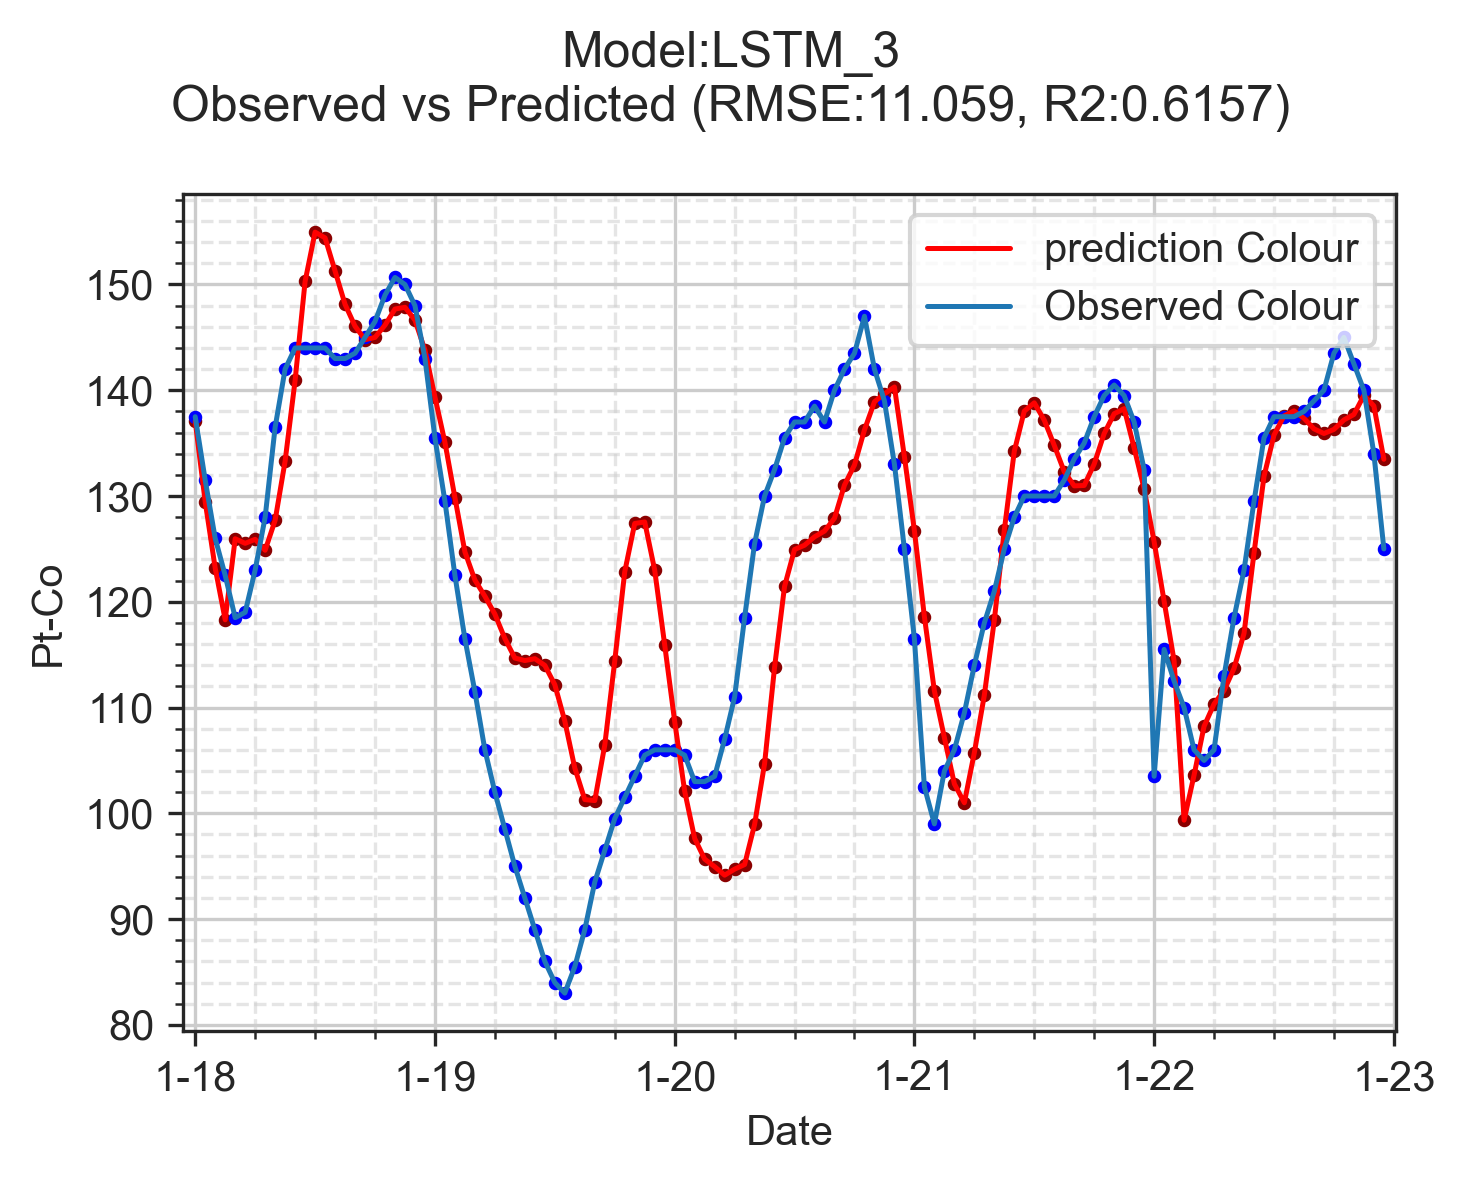 Model:LSTM_3
Observed vs Predicted (RMSE:11.059, R2:0.6157)
prediction Colour
Observed Colour
150
140
130
120
110
100
90
80
Pt-Co
1-18
1-19
1-20
1-21
1-22
1-23
Date